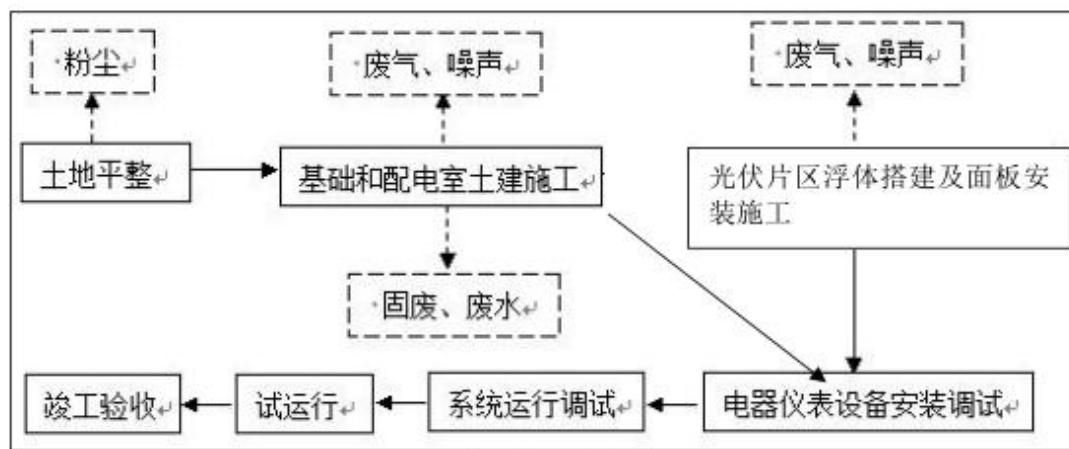 粉尘
废气、噪声
废气、噪声
土地平整
基础和配电室土建施工
光伏片区浮体搭建及面板安
装施工
固废、废水
竣工验收
试运行
系统运行调试
电器仪表设备安装调试